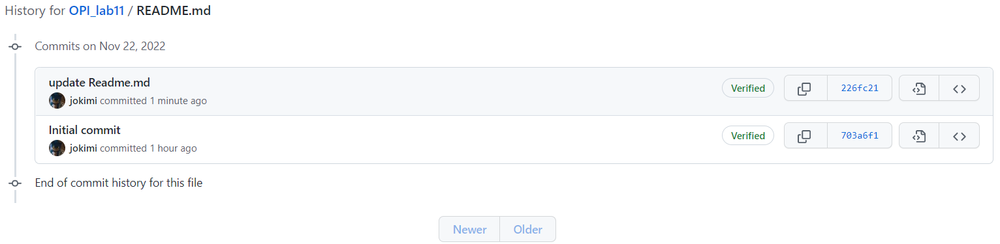 History for OPI_lab11 / README.md
Commits on Nov 22, 2022
update Readme.md
jokimi committed 1 minute ago
Verified
226fc21
Initial commit
jokimi committed 1 hour ago
Verified
703a6f1
End of commit history for this file
Newer Older